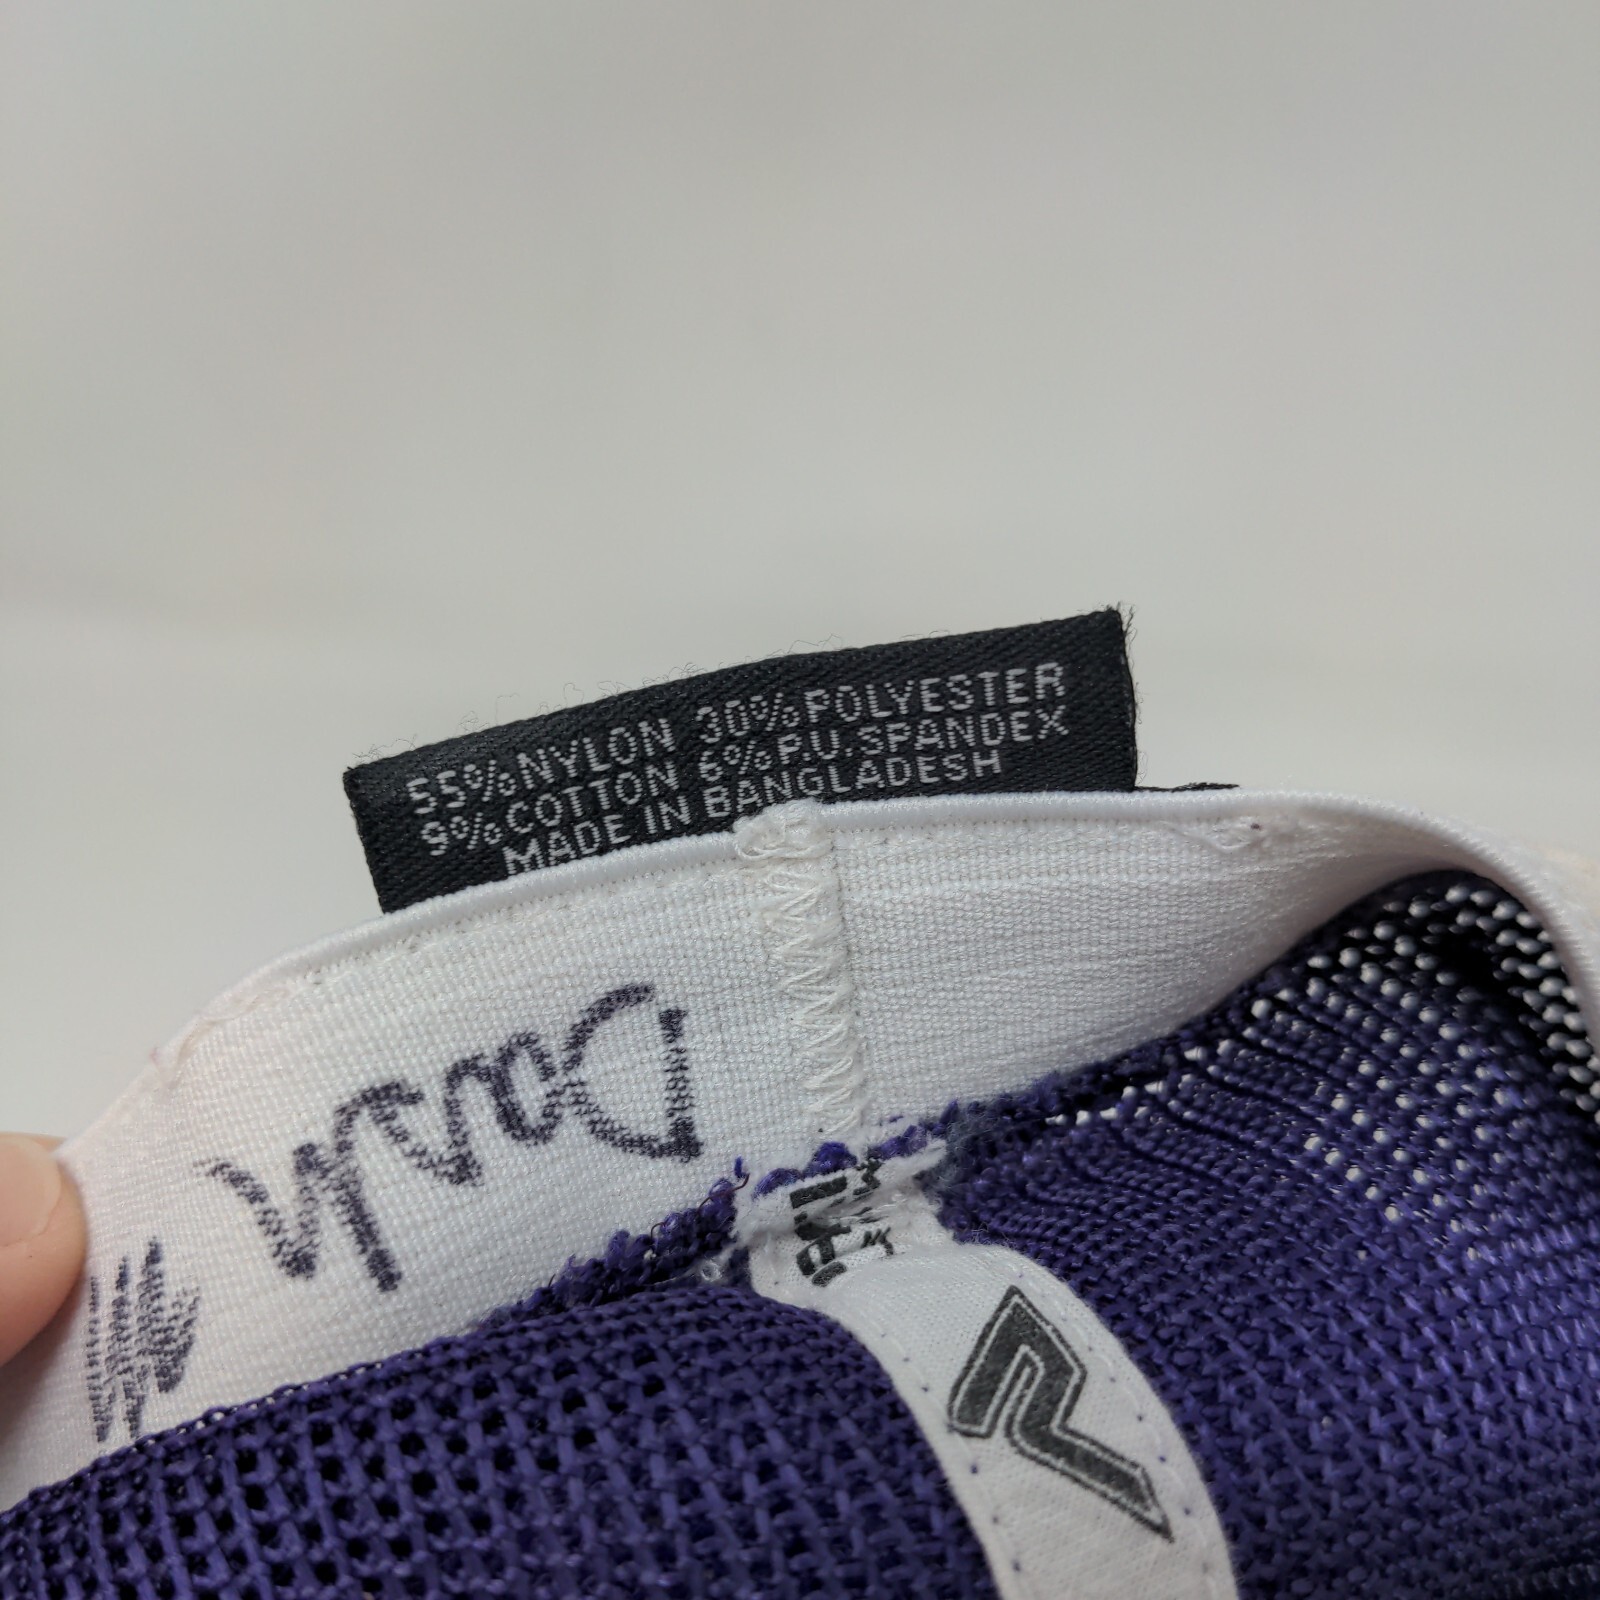 55% NYLON 30% POLYESTER
9% COTTON 6% P.U. SPANDEX
MADE IN BANGLADESH